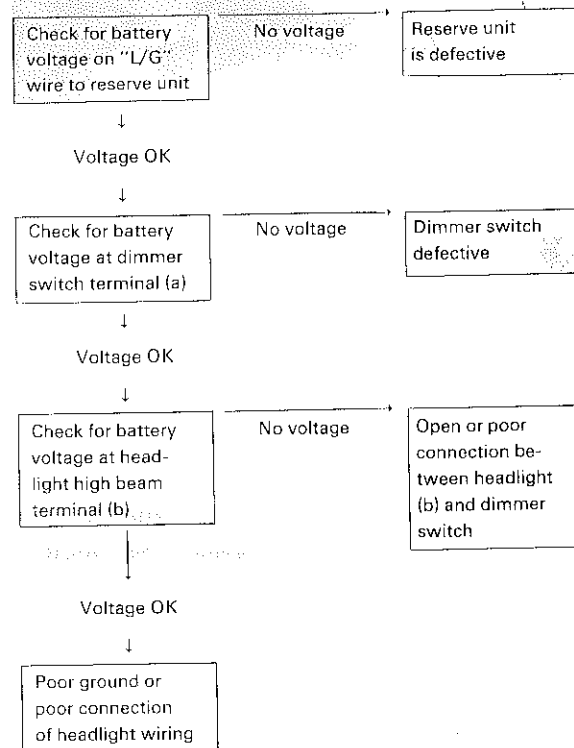 Check for battery
voltage on "L/G"
wire to reserve unit
No voltage
Reserve unit
is defective
Voltage OK
Check for battery
voltage at dimmer
switch terminal (a)
No voltage
Dimmer switch
defective
Voltage OK
Check for battery
voltage at head-
light high beam
terminal (b)
No voltage
Open or poor
connection be-
tween headlight
(b) and dimmer
switch
Voltage OK
Poor ground or
poor connection
of headlight wiring